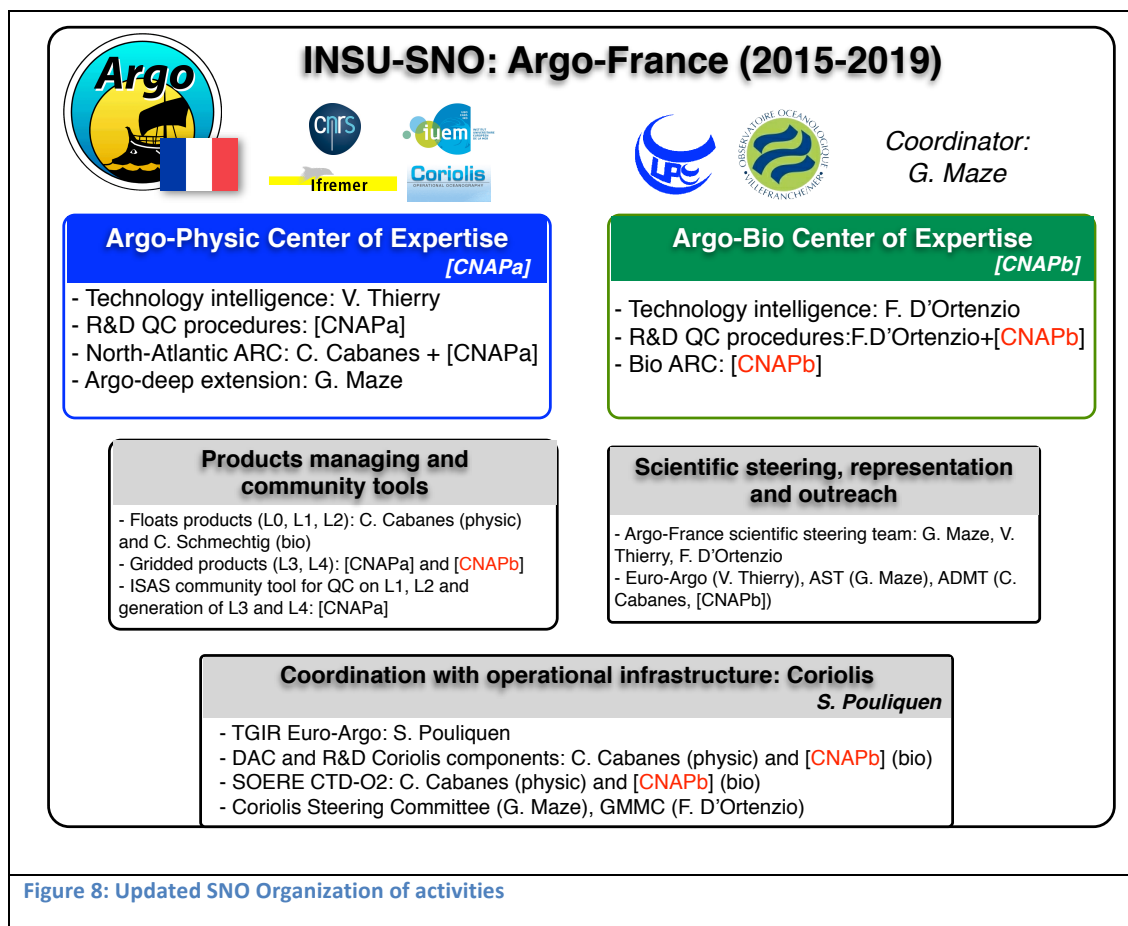 INSU-SNO: Argo-France (2015-2019)
Argo
cnrs
iuem
Ifremer
Coriolis
OPERATIONAL OCEANOGRAPHY
LPO
OBSERVATOIRE OCEANOLOGIQUE
VILLEFRANCHE/MER
Coordinator:
G. Maze
Argo-Physic Center of Expertise
[CNAPa]
- Technology intelligence: V. Thierry
- R&D QC procedures: [CNAPa]
- North-Atlantic ARC: C. Cabanes + [CNAPa]
- Argo-deep extension: G. Maze
Argo-Bio Center of Expertise
[CNAPb]
- Technology intelligence: F. D'Ortenzio
- R&D QC procedures:F.D'Ortenzio+[CNAPb]
- Bio ARC: [CNAPb]
Products managing and
community tools
- Floats products (L0, L1, L2): C. Cabanes (physic)
and C. Schmechtig (bio)
- Gridded products (L3, L4): [CNAPa] and [CNAPb]
- ISAS community tool for QC on L1, L2 and
generation of L3 and L4: [CNAPa]
Scientific steering, representation
and outreach
- Argo-France scientific steering team: G. Maze, V.
Thierry, F. D'Ortenzio
- Euro-Argo (V. Thierry), AST (G. Maze), ADMT (C.
Cabanes, [CNAPb])
Coordination with operational infrastructure: Coriolis
S. Pouliquen
- TGIR Euro-Argo: S. Pouliquen
- DAC and R&D Coriolis components: C. Cabanes (physic) and [CNAPb] (bio)
- SOERE CTD-O2: C. Cabanes (physic) and [CNAPb] (bio)
- Coriolis Steering Committee (G. Maze), GMMC (F. D'Ortenzio)
Figure 8: Updated SNO Organization of activities